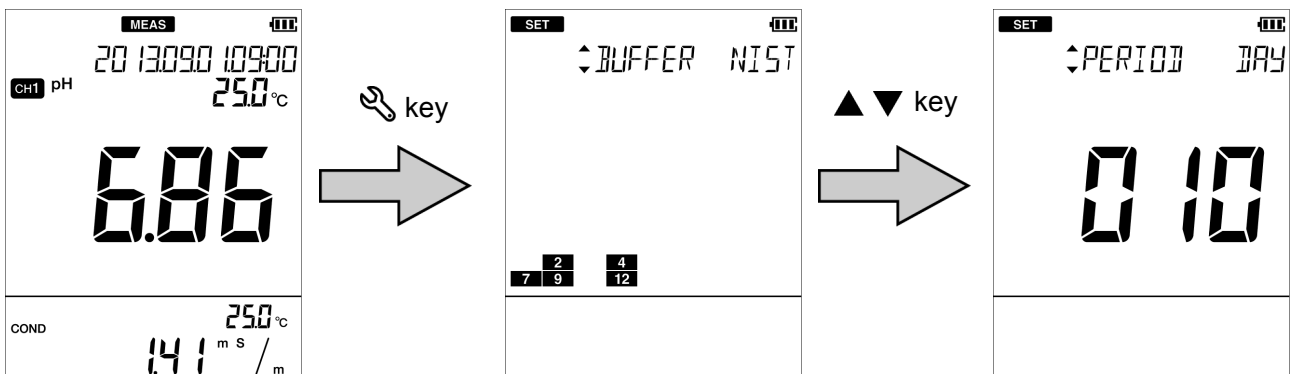 MEAS
2013.09.01.09:00
CH1 pH
25.0 °C
6.86
COND
25.0 °C
1.41 m S / m
key
SET
BUFFER NIST
2 4
7 9 12
▲ ▼ key
SET
PERIOD DAY
010